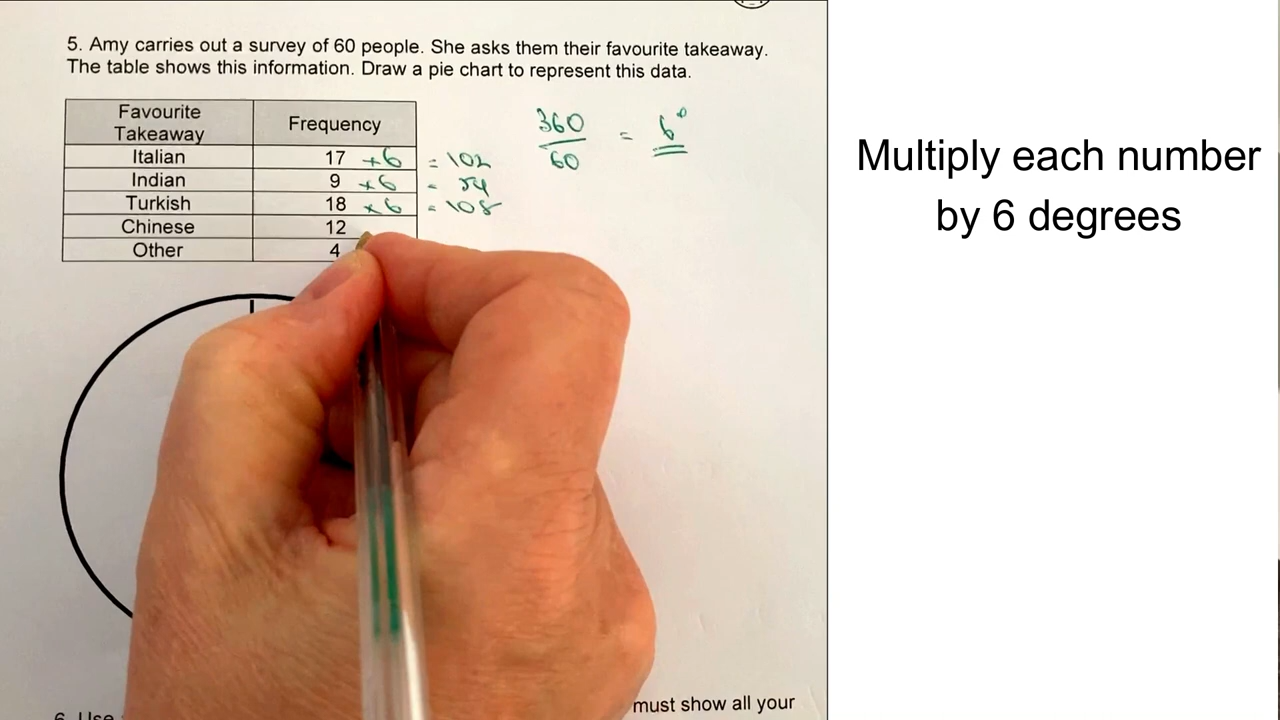 5. Amy carries out a survey of 60 people. She asks them their favourite takeaway.
The table shows this information. Draw a pie chart to represent this data.
Favourite Takeaway Frequency
Italian 17 ×6 = 102
Indian 9 ×6 = 54
Turkish 18 ×6 = 108
Chinese 12
Other 4
360/60 = 6°
must show all your
6. Use
Multiply each number
by 6 degrees